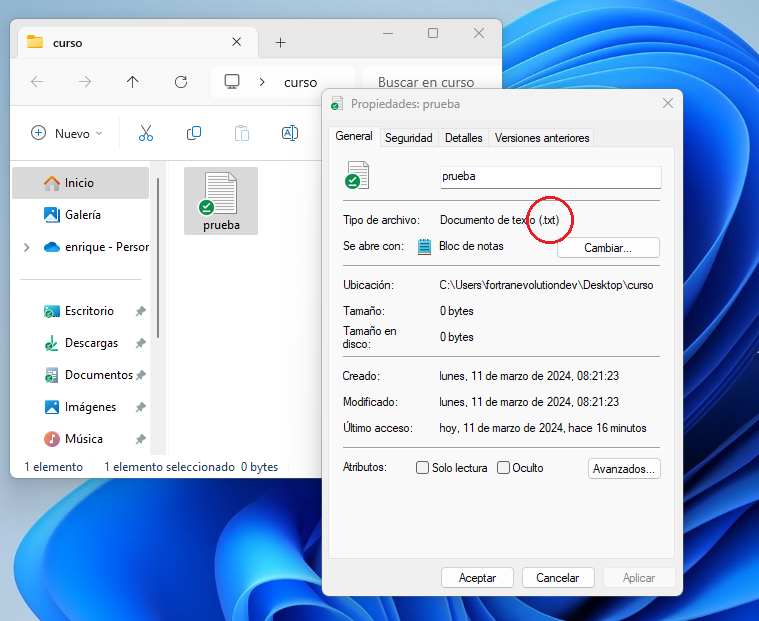 curso
curso
Buscar en curso
Nuevo
Inicio
Galería
enrique - Persor
Escritorio
Descargas
Documentos
Imágenes
Música
prueba
1 elemento
1 elemento seleccionado 0 bytes
Propiedades: prueba
General
Seguridad
Detalles
Versiones anteriores
prueba
Tipo de archivo: Documento de texto (.txt)
Se abre con: Bloc de notas
Cambiar...
Ubicación: C:\Users\fortranevolutiondev\Desktop\curso
Tamaño: 0 bytes
Tamaño en
disco: 0 bytes
Creado: lunes, 11 de marzo de 2024, 08:21:23
Modificado: lunes, 11 de marzo de 2024, 08:21:23
Último acceso: hoy, 11 de marzo de 2024, hace 16 minutos
Atributos: Solo lectura Oculto Avanzados...
Aceptar Cancelar Aplicar